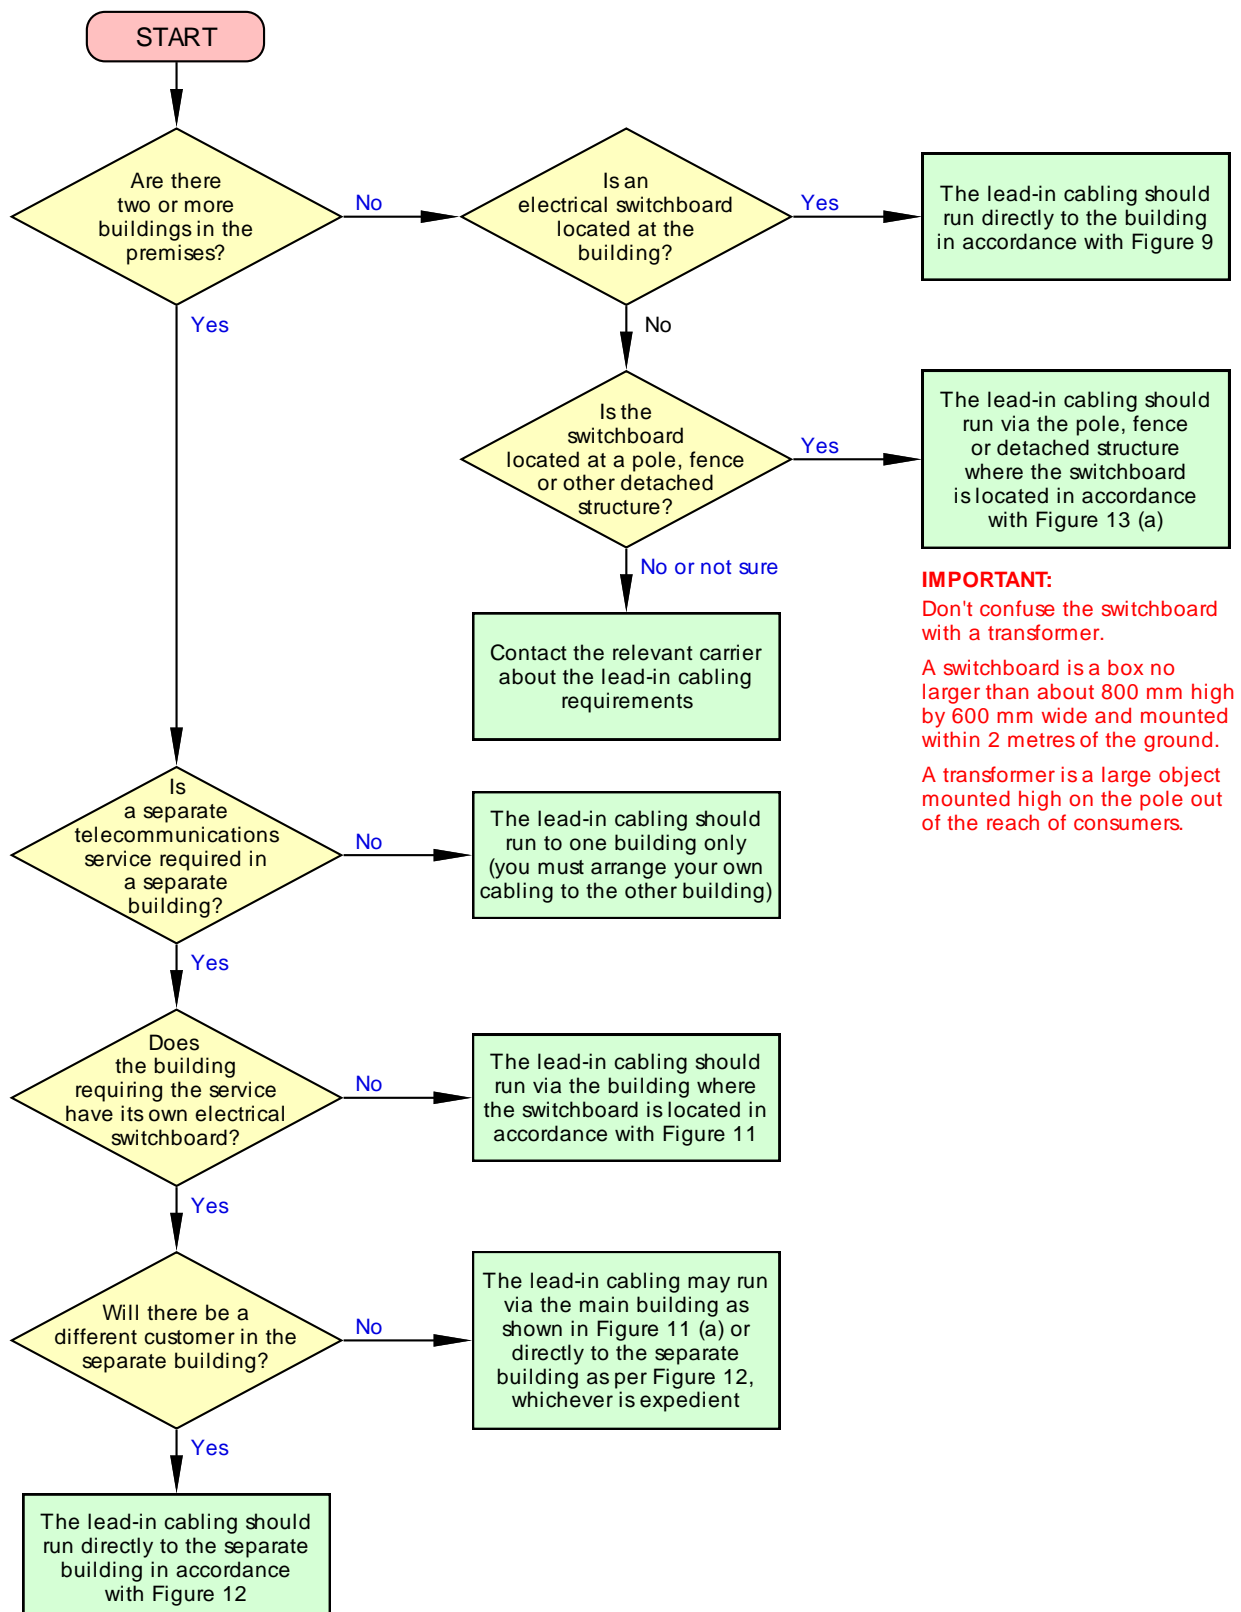 START
Are there
two or more
buildings in the
premises?
No
Is an
electrical switchboard
located at the
building?
Yes
The lead-in cabling should
run directly to the building
in accordance with Figure 9
Yes
No
Is the
switchboard
located at a pole, fence
or other detached
structure?
Yes
The lead-in cabling should
run via the pole, fence
or detached structure
where the switchboard
is located in accordance
with Figure 13 (a)
No or not sure
Contact the relevant carrier
about the lead-in cabling
requirements
IMPORTANT:
Don't confuse the switchboard
with a transformer.
A switchboard is a box no
larger than about 800 mm high
by 600 mm wide and mounted
within 2 metres of the ground.
A transformer is a large object
mounted high on the pole out
of the reach of consumers.
Is
a separate
telecommunications
service required in
a separate
building?
No
The lead-in cabling should
run to one building only
(you must arrange your own
cabling to the other building)
Yes
Does
the building
requiring the service
have its own electrical
switchboard?
No
The lead-in cabling should
run via the building where
the switchboard is located in
accordance with Figure 11
Yes
Will there be a
different customer in the
separate building?
No
The lead-in cabling may run
via the main building as
shown in Figure 11 (a) or
directly to the separate
building as per Figure 12,
whichever is expedient
Yes
The lead-in cabling should
run directly to the separate
building in accordance
with Figure 12